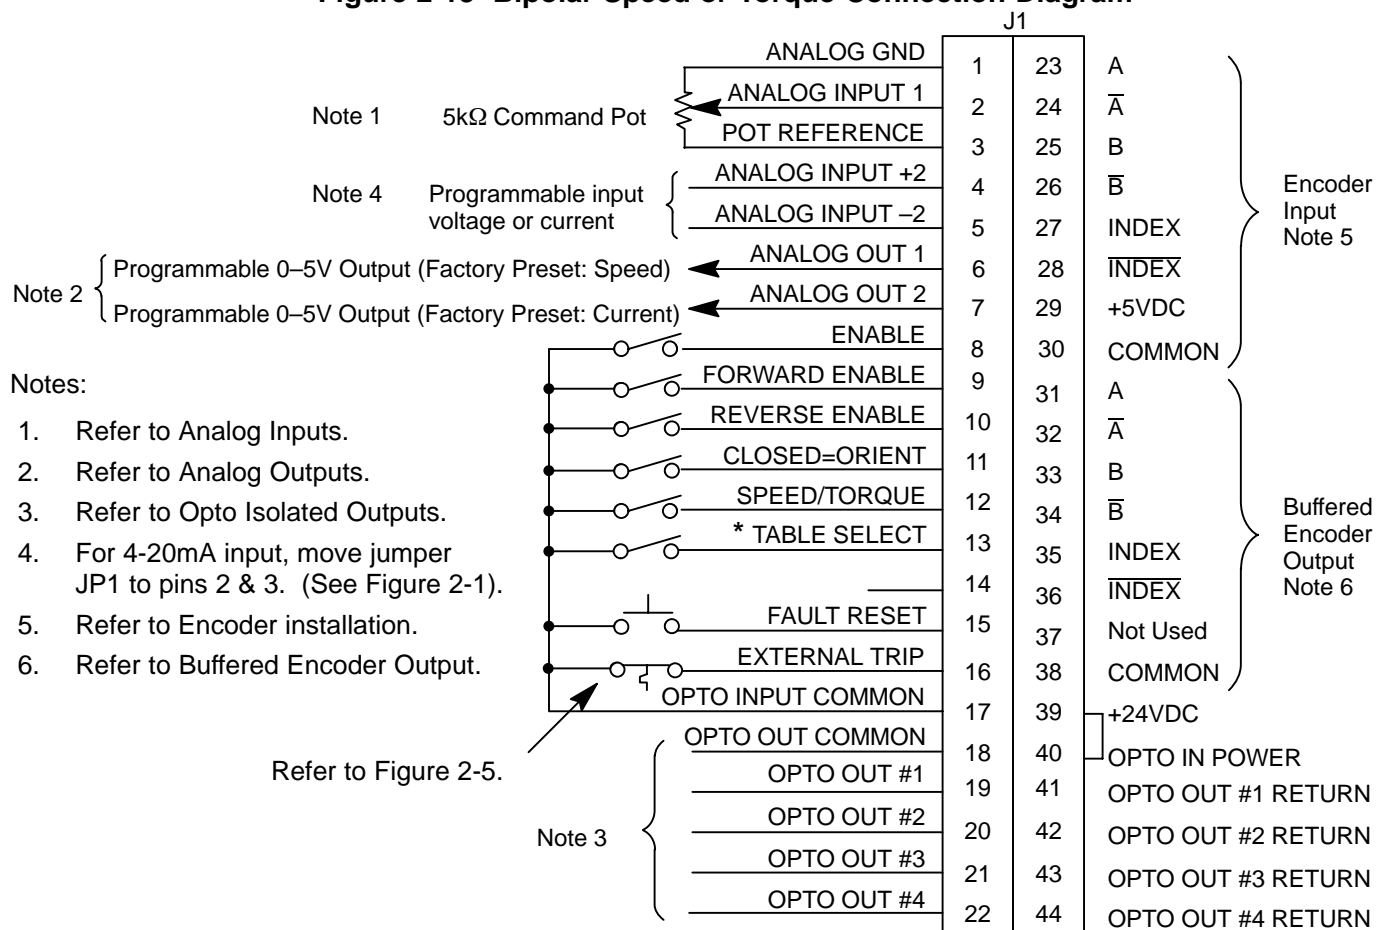 J1
ANALOG GND 1 23 A
ANALOG INPUT 1 2 24 A̅
Note 1 5kΩ Command Pot
POT REFERENCE 3 25 B
ANALOG INPUT +2 4 26 B̅
Note 4 Programmable input
voltage or current
ANALOG INPUT –2 5 27 INDEX
Encoder
Input
Note 5
ANALOG OUT 1 6 28 I̅N̅D̅E̅X̅
Programmable 0–5V Output (Factory Preset: Speed)
Note 2
ANALOG OUT 2 7 29 +5VDC
Programmable 0–5V Output (Factory Preset: Current)
ENABLE 8 30 COMMON
FORWARD ENABLE 9 31 A
REVERSE ENABLE 10 32 A̅
CLOSED=ORIENT 11 33 B
SPEED/TORQUE 12 34 B̅
* TABLE SELECT 13 35 INDEX
14 36 I̅N̅D̅E̅X̅
FAULT RESET 15 37 Not Used
EXTERNAL TRIP 16 38 COMMON
Buffered
Encoder
Output
Note 6
OPTO INPUT COMMON 17 39 +24VDC
OPTO OUT COMMON 18 40 OPTO IN POWER
OPTO OUT #1 19 41 OPTO OUT #1 RETURN
OPTO OUT #2 20 42 OPTO OUT #2 RETURN
Note 3
OPTO OUT #3 21 43 OPTO OUT #3 RETURN
OPTO OUT #4 22 44 OPTO OUT #4 RETURN
Refer to Figure 2-5.
Notes:
1. Refer to Analog Inputs.
2. Refer to Analog Outputs.
3. Refer to Opto Isolated Outputs.
4. For 4-20mA input, move jumper
JP1 to pins 2 & 3. (See Figure 2-1).
5. Refer to Encoder installation.
6. Refer to Buffered Encoder Output.